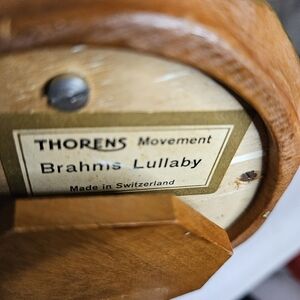 THORENS Movement
Brahms Lullaby
Made in Switzerland